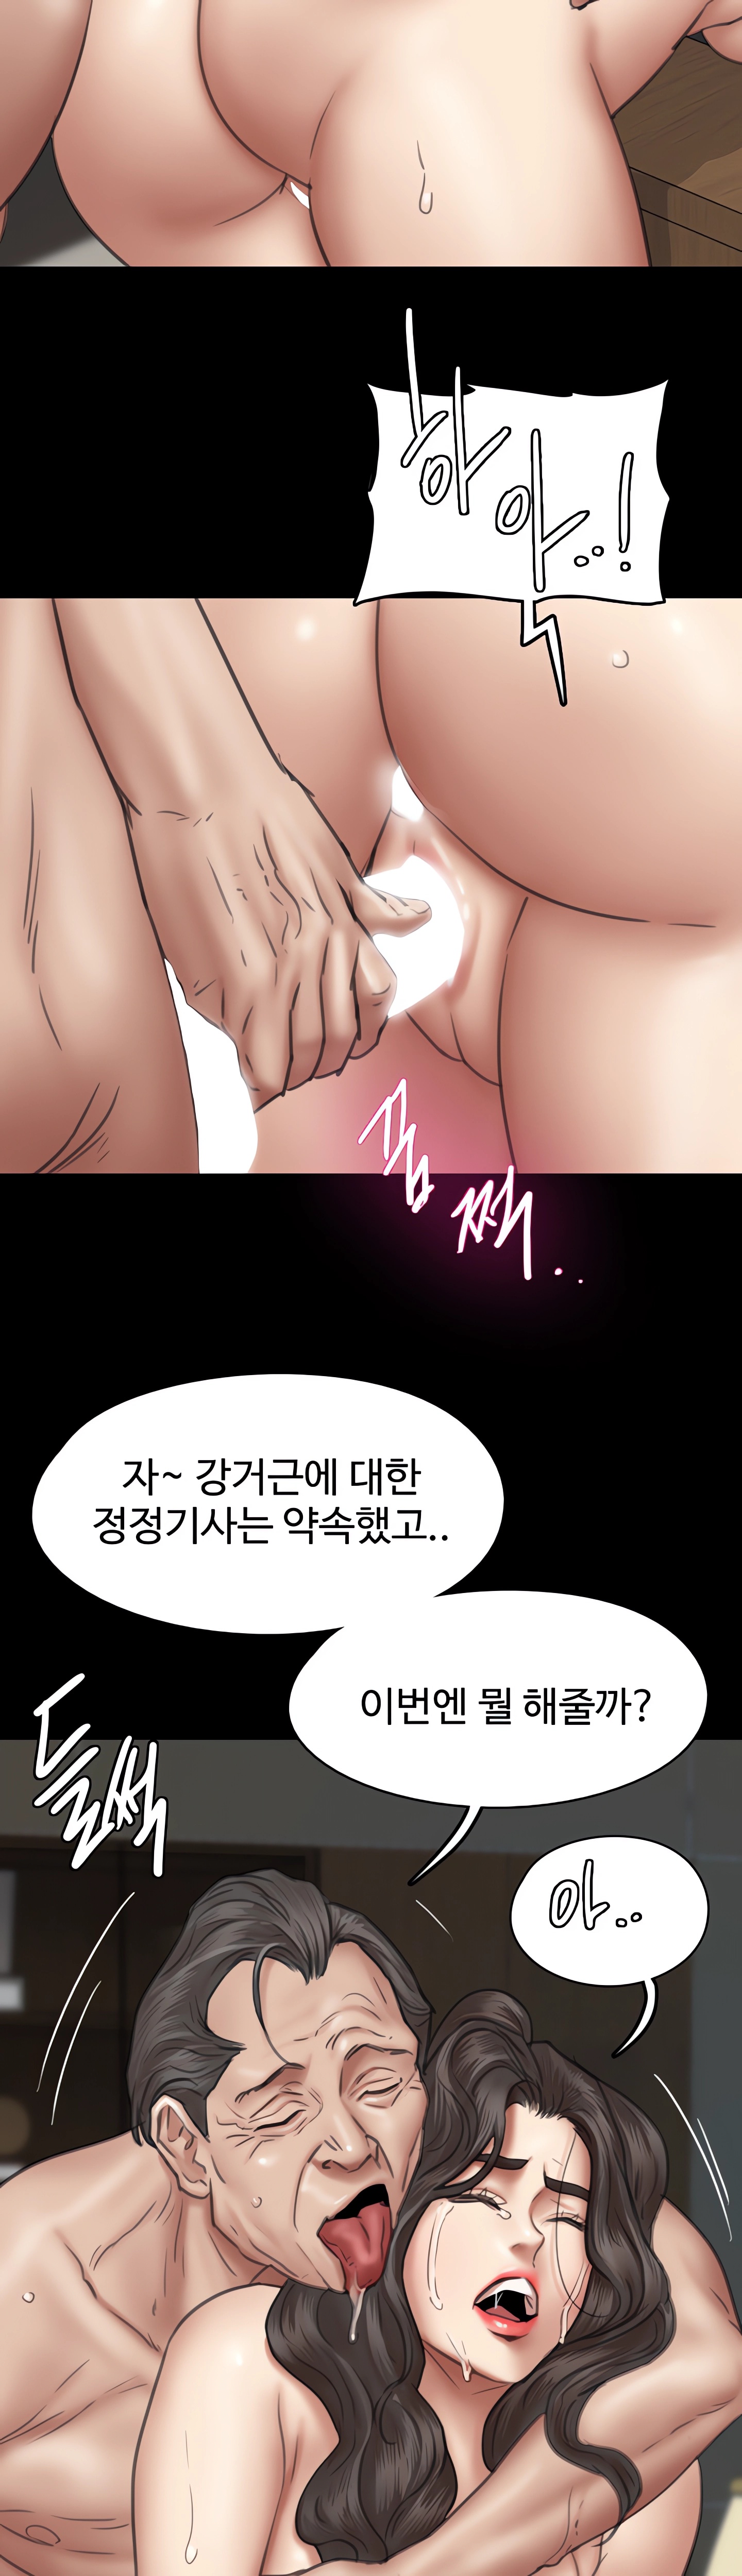 하아..!
꿈찍..
자~ 강거근에 대한
정정기사는 약속했고..
이번엔 뭘 해줄까?
들썩
아..